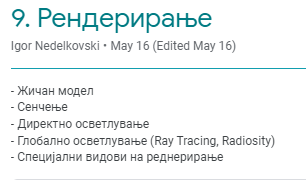 9. Рендерирање
Igor Nedelkovski • May 16 (Edited May 16)
- Жичан модел
- Сенчење
- Директно осветлување
- Глобално осветлување (Ray Tracing, Radiosity)
- Специјални видови на реднерирање